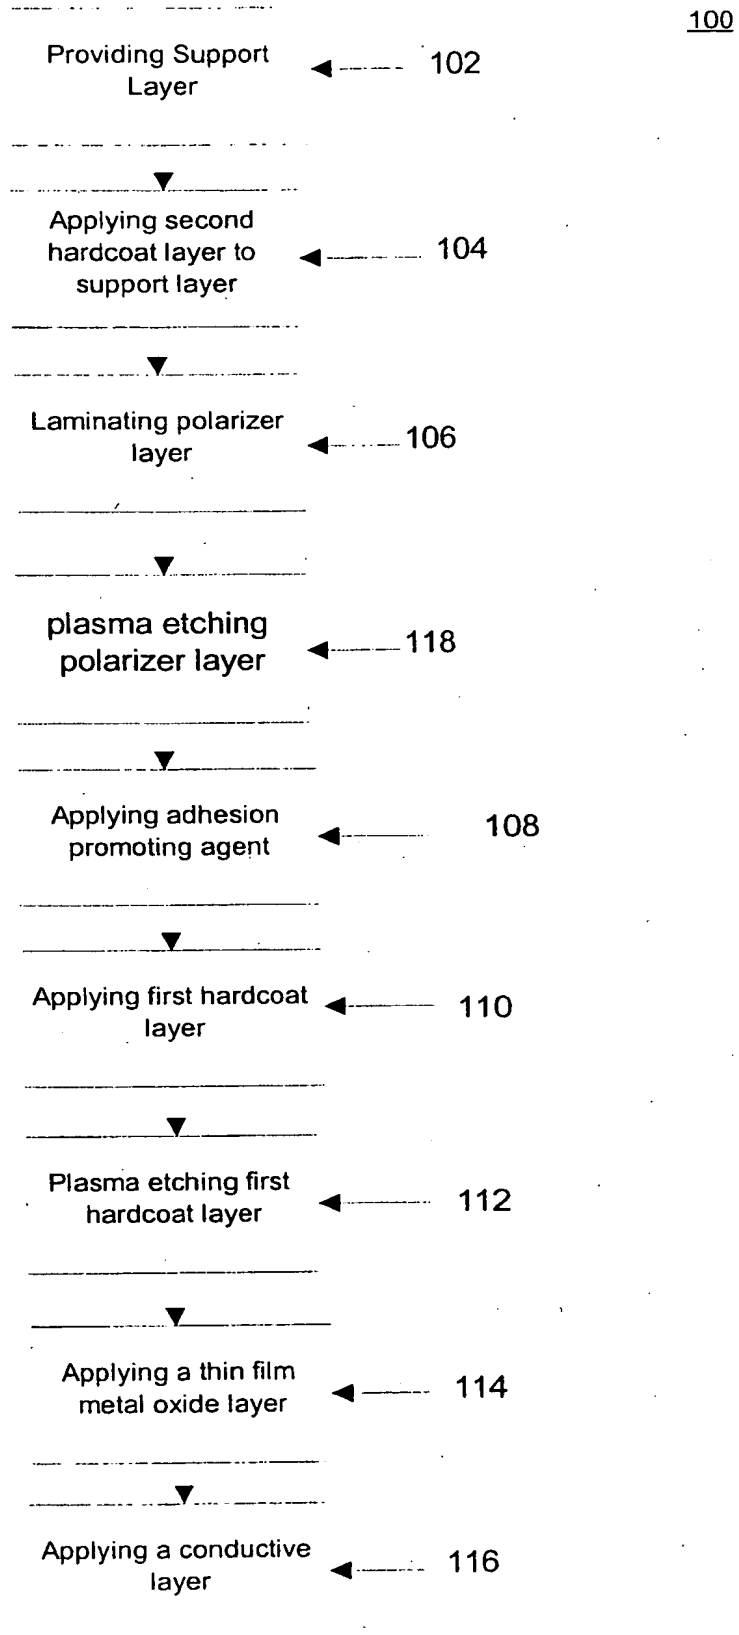 100
Providing Support
Layer
102
Applying second
hardcoat layer to
support layer
104
Laminating polarizer
layer
106
plasma etching
polarizer layer
118
Applying adhesion
promoting agent
108
Applying first hardcoat
layer
110
Plasma etching first
hardcoat layer
112
Applying a thin film
metal oxide layer
114
Applying a conductive
layer
116